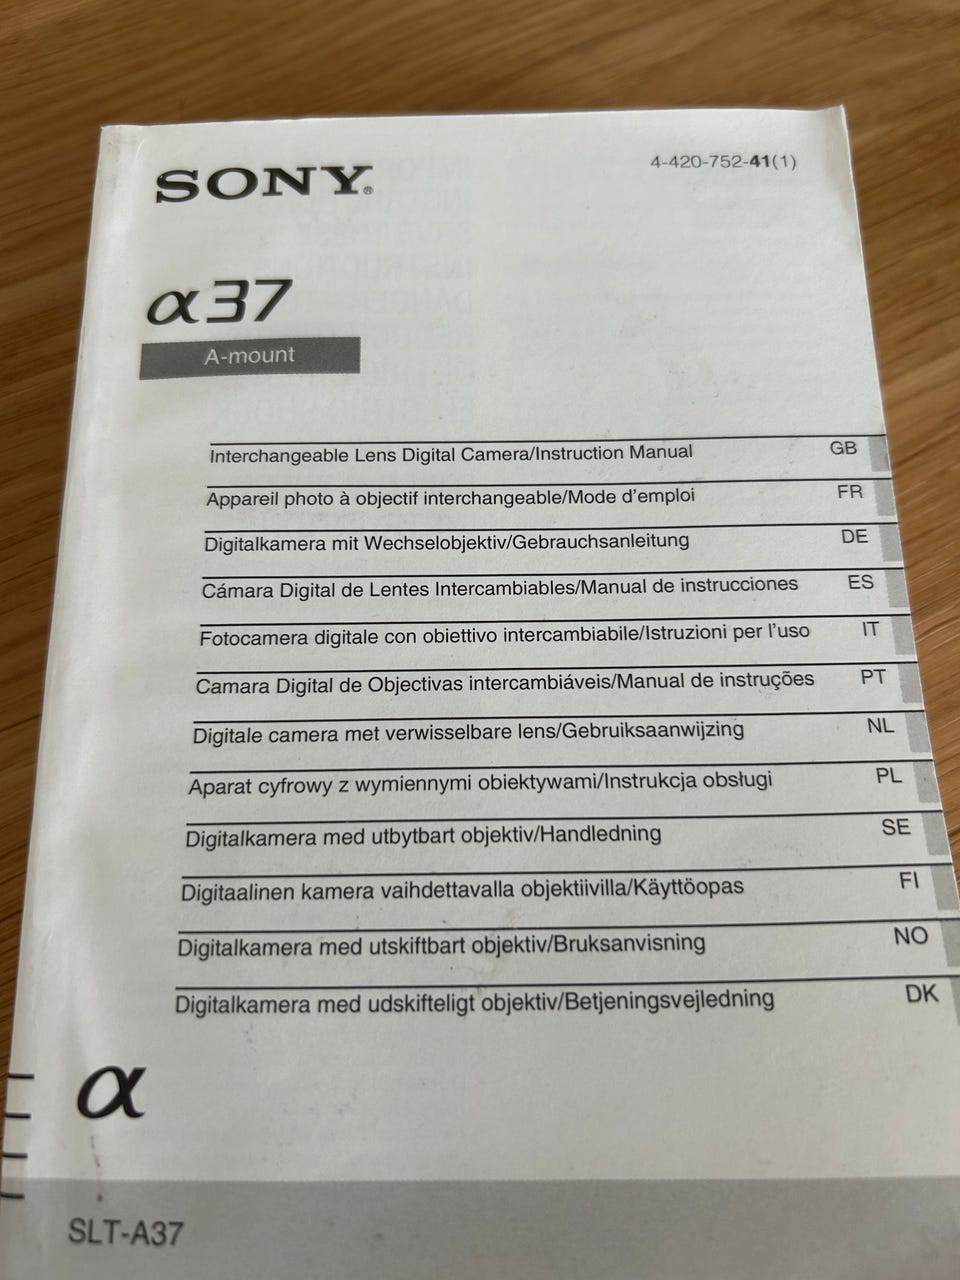 SONY®
4-420-752-41(1)
α37
A-mount
Interchangeable Lens Digital Camera/Instruction Manual GB
Appareil photo à objectif interchangeable/Mode d'emploi FR
Digitalkamera mit Wechselobjektiv/Gebrauchsanleitung DE
Cámara Digital de Lentes Intercambiables/Manual de instrucciones ES
Fotocamera digitale con obiettivo intercambiabile/Istruzioni per l'uso IT
Camara Digital de Objectivas intercambiáveis/Manual de instruções PT
Digitale camera met verwisselbare lens/Gebruiksaanwijzing NL
Aparat cyfrowy z wymiennymi obiektywami/Instrukcja obsługi PL
Digitalkamera med utbytbart objektiv/Handledning SE
Digitaalinen kamera vaihdettavalla objektiivilla/Käyttöopas FI
Digitalkamera med utskiftbart objektiv/Bruksanvisning NO
Digitalkamera med udskifteligt objektiv/Betjeningsvejledning DK
α
SLT-A37